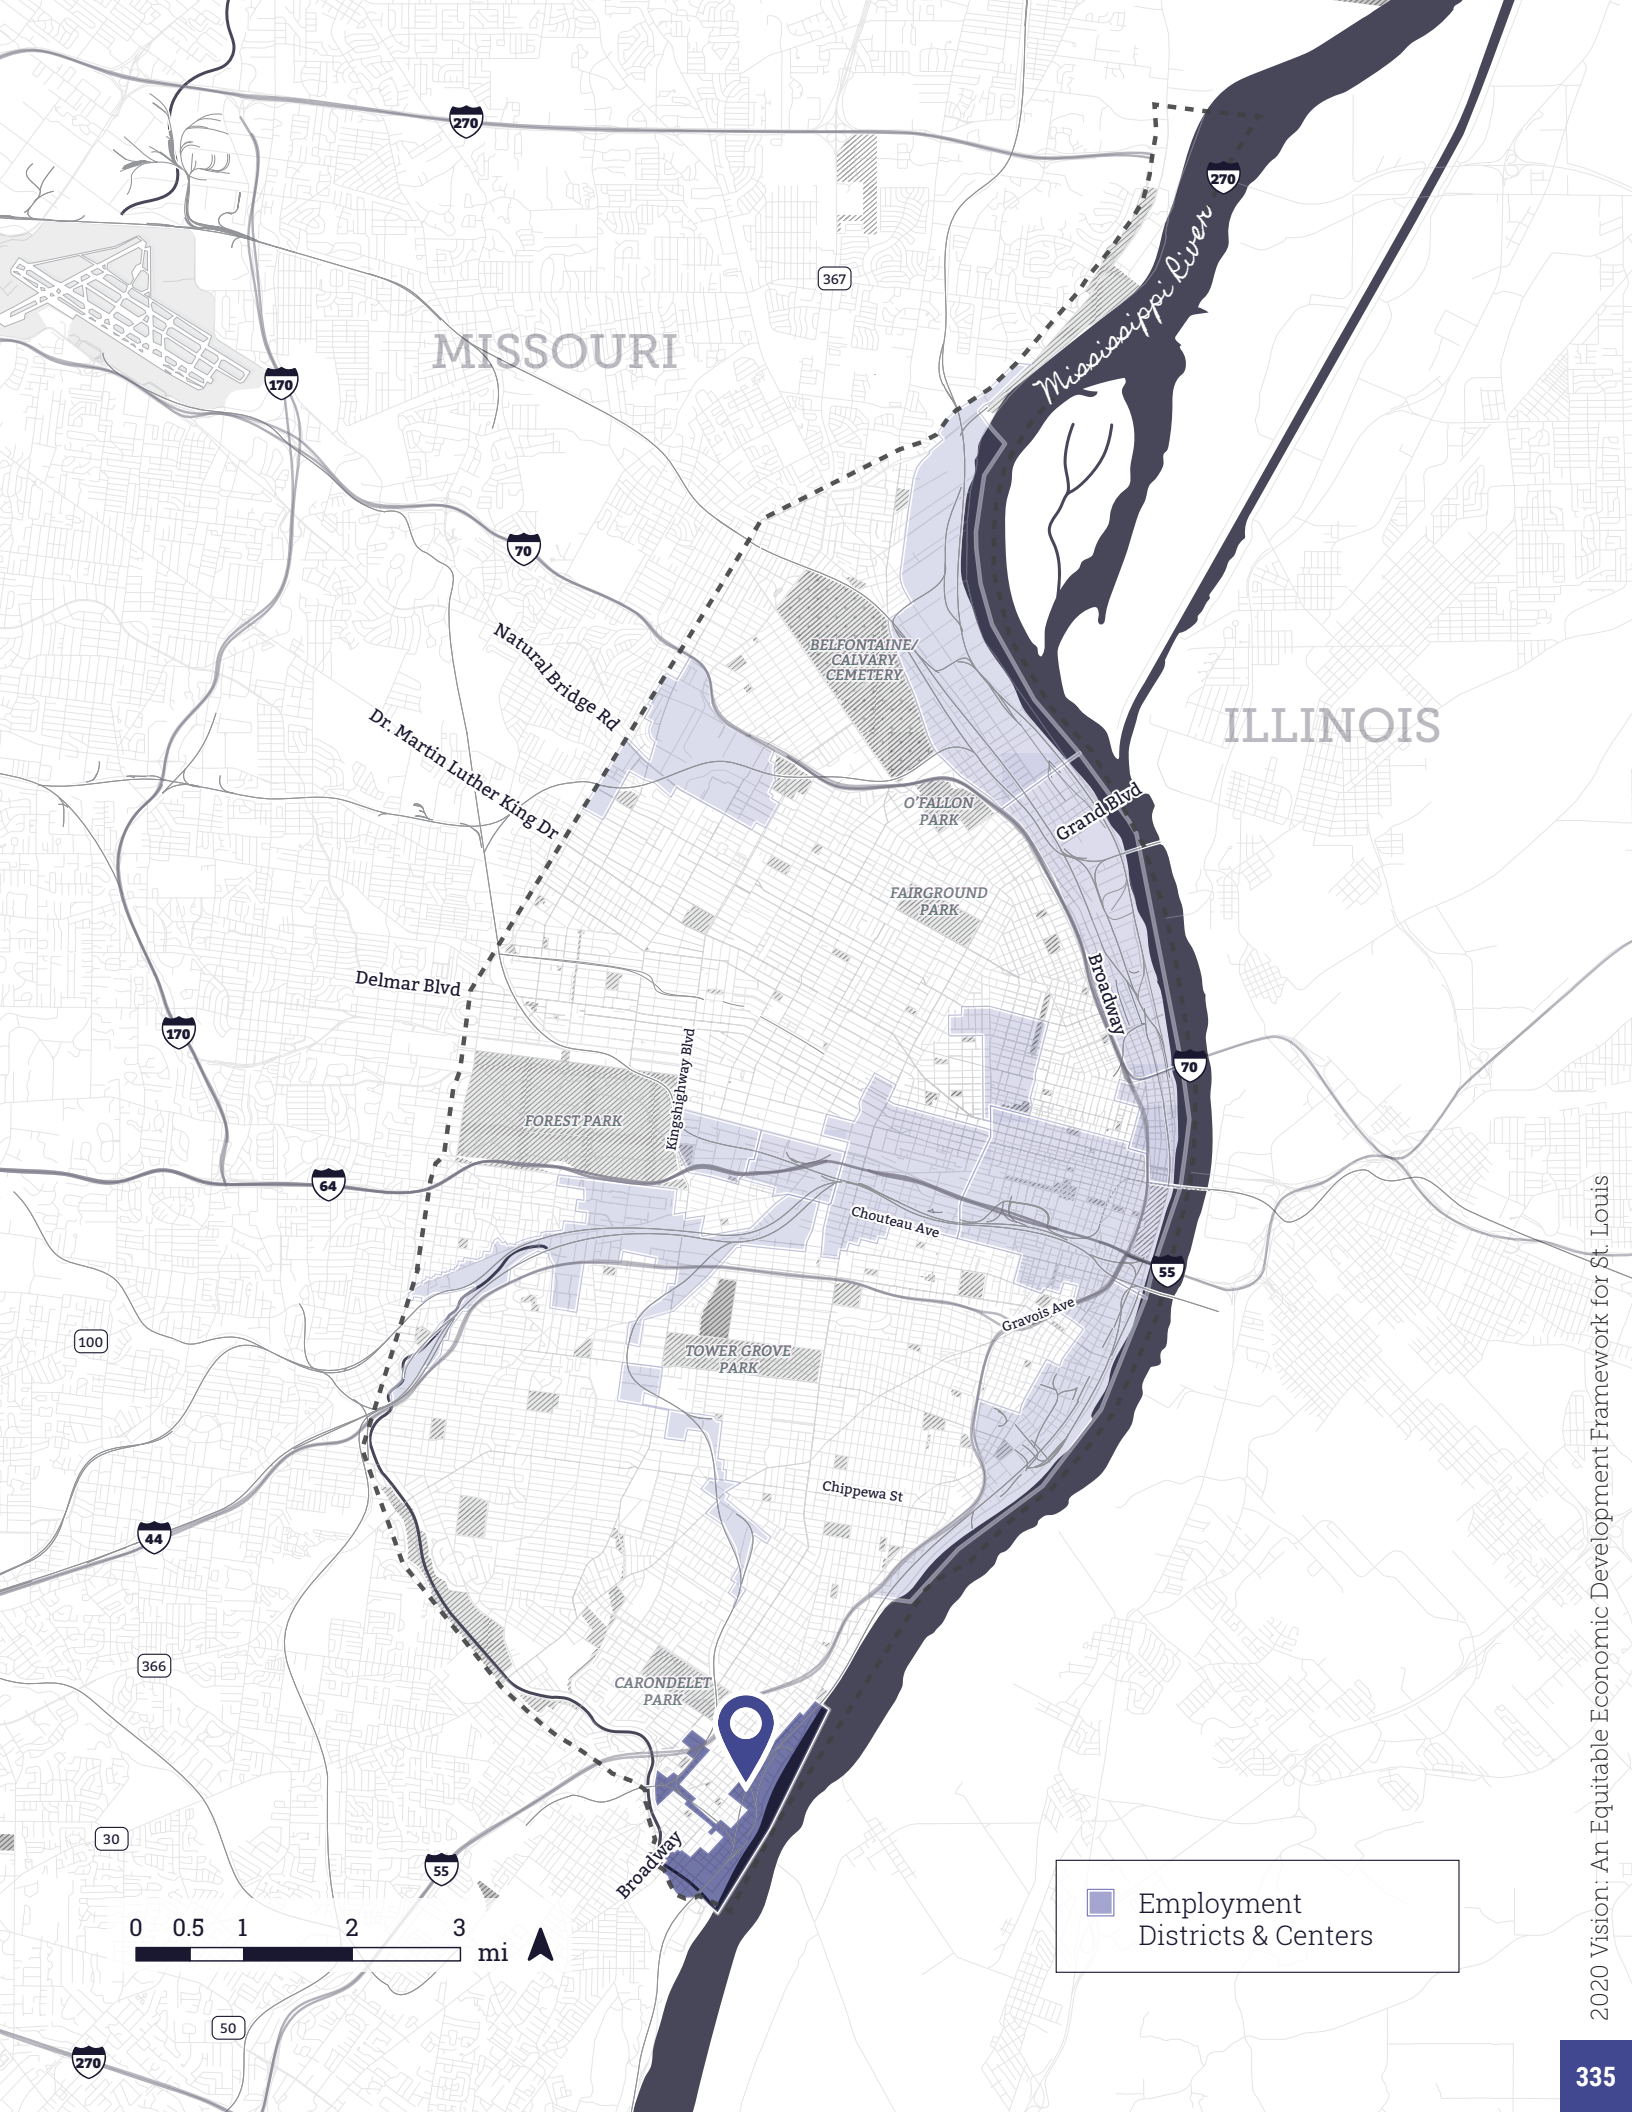 270
270
Mississippi River
367
MISSOURI
170
70
Natural Bridge Rd
BELFONTAINE/
CALVARY
CEMETERY
Dr. Martin Luther King Dr
ILLINOIS
O'FALLON
PARK
Grand Blvd
FAIRGROUND
PARK
Delmar Blvd
Broadway
170
Kingshighway Blvd
70
FOREST PARK
64
Chouteau Ave
55
Gravois Ave
100
TOWER GROVE
PARK
Chippewa St
44
366
CARONDELET
PARK
30
55
Broadway
0 0.5 1 2 3
mi
Employment
Districts & Centers
50
270
2020 Vision: An Equitable Economic Development Framework for St. Louis
335